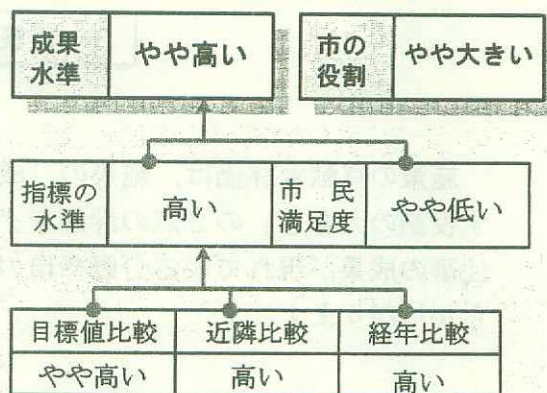 成果水準 やや高い 市の役割 やや大きい
指標の水準 高い 市民満足度 やや低い
目標値比較 近隣比較 経年比較
やや高い 高い 高い